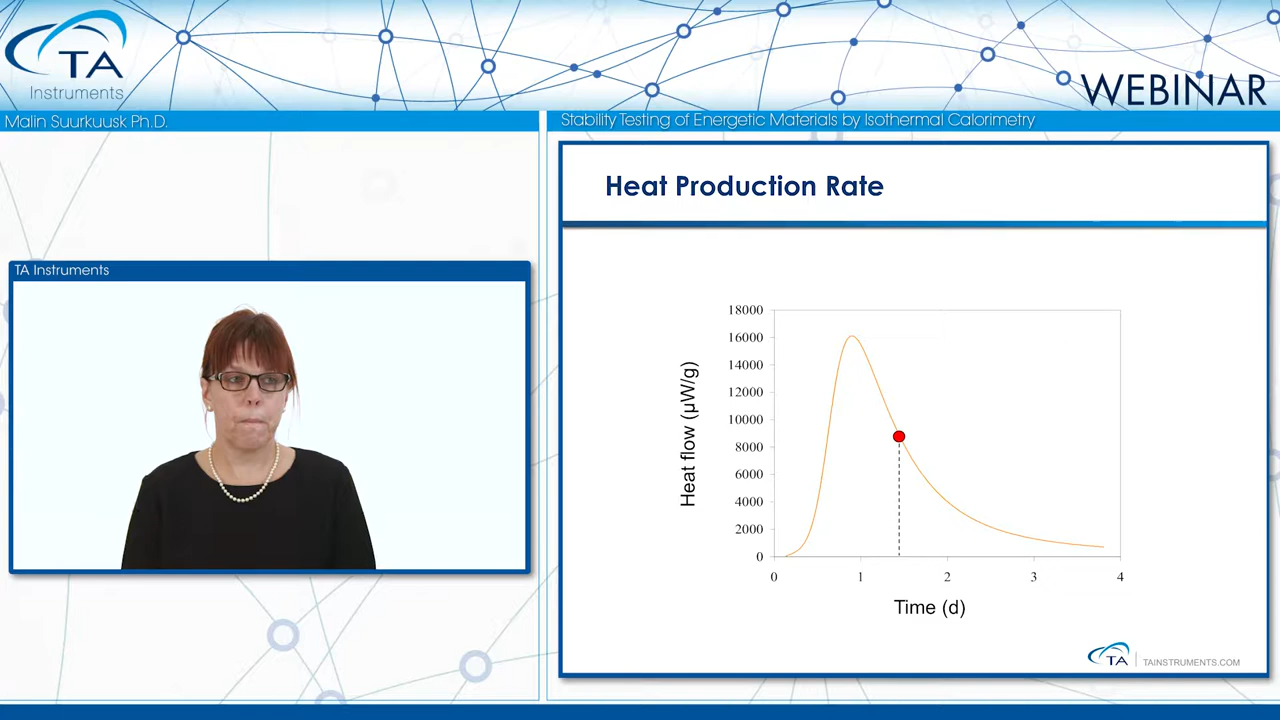 TA
Instruments
WEBINAR
Malin Suurkuusk Ph.D.
Stability Testing of Energetic Materials by Isothermal Calorimetry
TA Instruments
Heat Production Rate
18000
16000
14000
12000
10000
8000
6000
4000
2000
0
Heat flow (µW/g)
0 1 2 3 4
Time (d)
TA TAINSTRUMENTS.COM